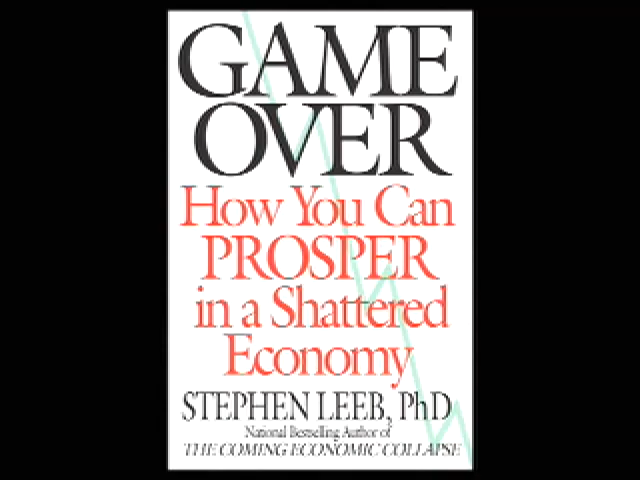 GAME
OVER
How You Can
PROSPER
in a Shattered
Economy
STEPHEN LEEB, PhD
National Bestselling Author of
THE COMING ECONOMIC COLLAPSE